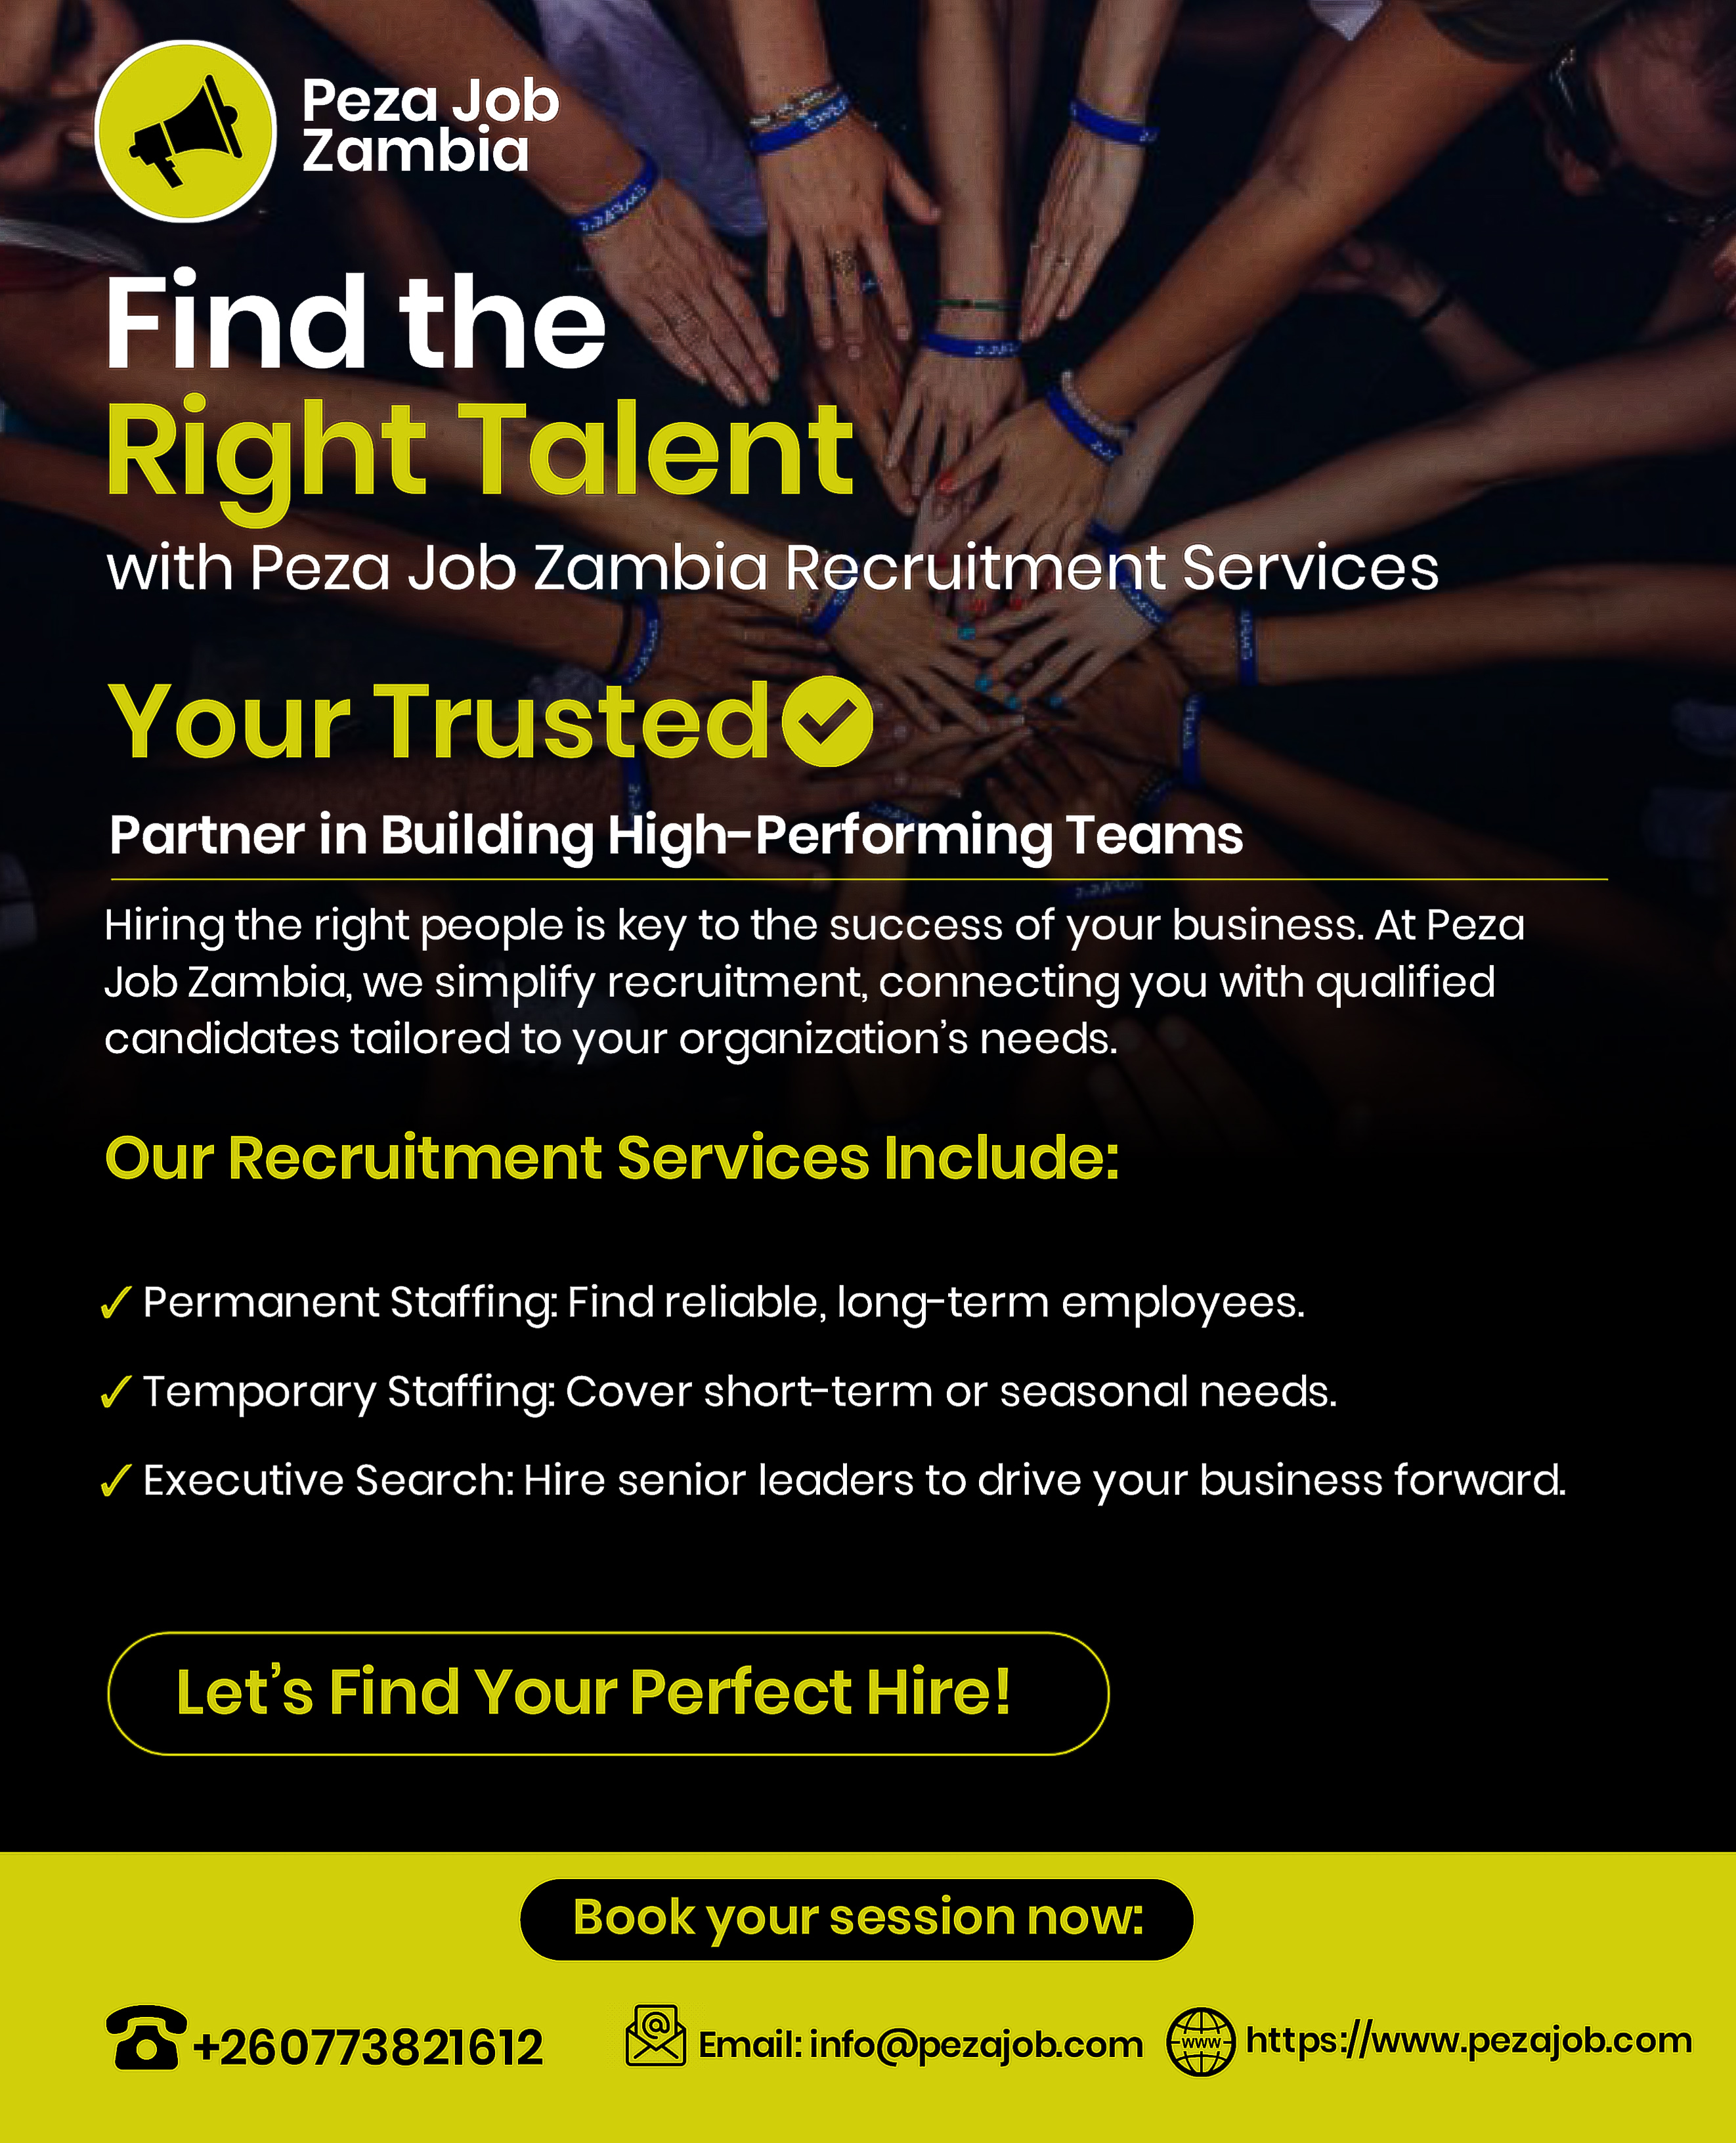 Peza Job
Zambia
Find the
Right Talent
with Peza Job Zambia Recruitment Services
Your Trusted
Partner in Building High-Performing Teams
Hiring the right people is key to the success of your business. At Peza
Job Zambia, we simplify recruitment, connecting you with qualified
candidates tailored to your organization’s needs.
Our Recruitment Services Include:
✓ Permanent Staffing: Find reliable, long-term employees.
✓ Temporary Staffing: Cover short-term or seasonal needs.
✓ Executive Search: Hire senior leaders to drive your business forward.
Let’s Find Your Perfect Hire!
Book your session now:
+260773821612
Email: info@pezajob.com
www
https://www.pezajob.com